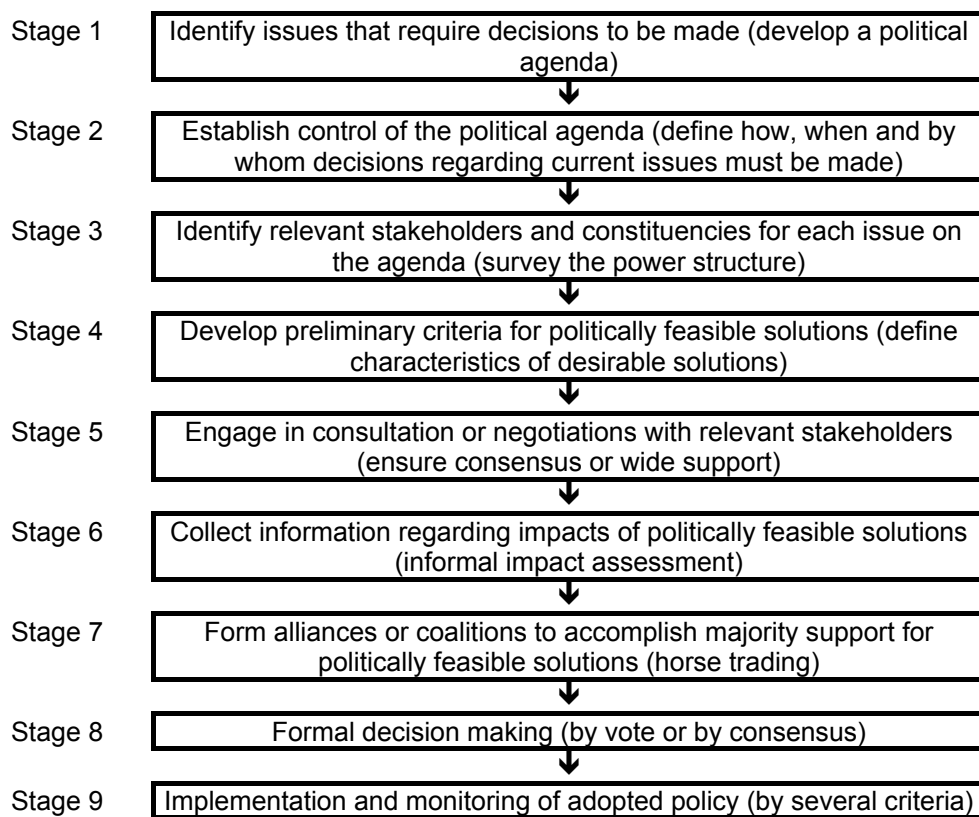 Stage 1 Identify issues that require decisions to be made (develop a political
agenda)
Stage 2 Establish control of the political agenda (define how, when and by
whom decisions regarding current issues must be made)
Stage 3 Identify relevant stakeholders and constituencies for each issue on
the agenda (survey the power structure)
Stage 4 Develop preliminary criteria for politically feasible solutions (define
characteristics of desirable solutions)
Stage 5 Engage in consultation or negotiations with relevant stakeholders
(ensure consensus or wide support)
Stage 6 Collect information regarding impacts of politically feasible solutions
(informal impact assessment)
Stage 7 Form alliances or coalitions to accomplish majority support for
politically feasible solutions (horse trading)
Stage 8 Formal decision making (by vote or by consensus)
Stage 9 Implementation and monitoring of adopted policy (by several criteria)